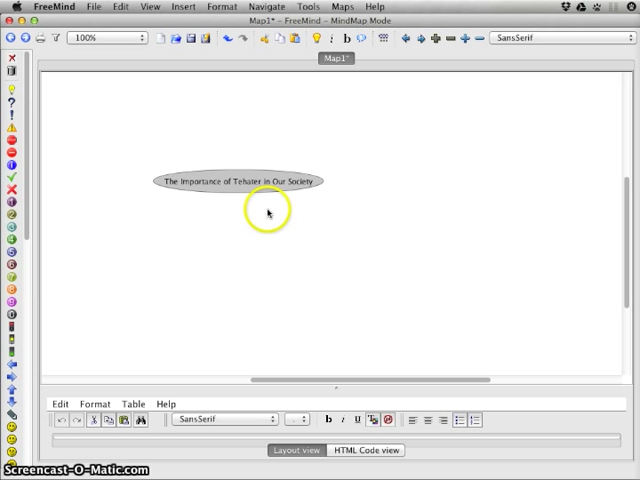 FreeMind File Edit View Insert Format Navigate Tools Maps Help
Map1* – FreeMind – MindMap Mode
100% i b SansSerif
Map1*
The Importance of Tehater in Our Society
Edit Format Table Help
SansSerif .. b i U
Layout view HTML Code view
Screencast-O-Matic.com